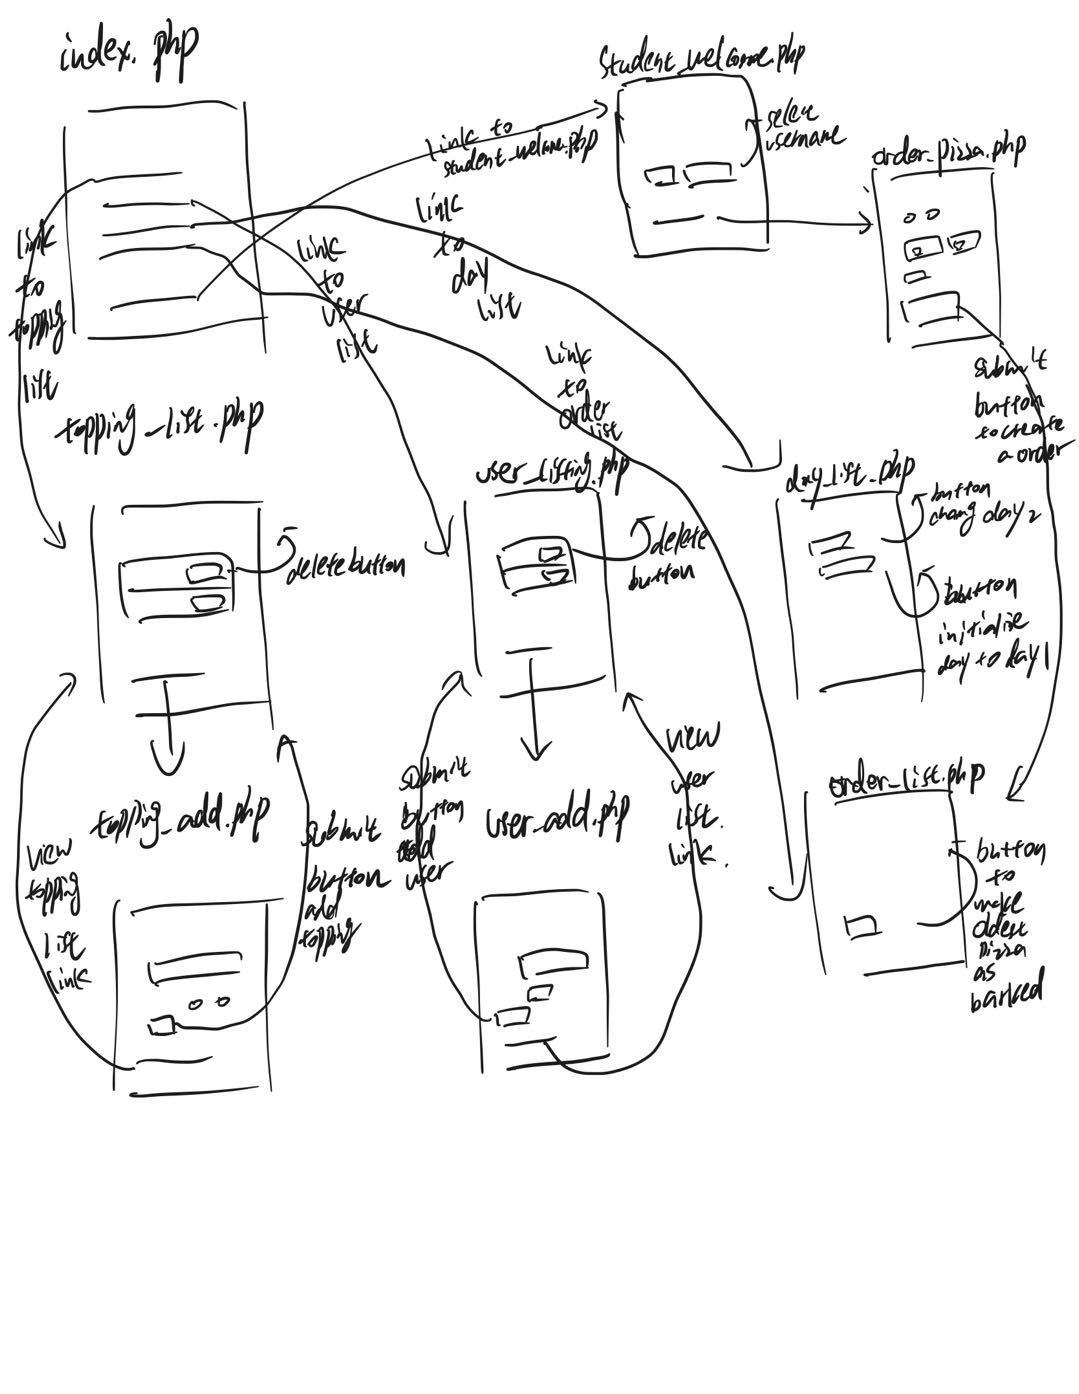 index.php
student_welcome.php
link to
student_welcome.php
select
username
order_pizza.php
link
to
topping
list
link
to
user
list
link
to
day
list
link
to
order
list
submit
button
to create
a order
topping_list.php
user_listing.php
day_list.php
button
chang day 2
delete button
delete
button
button
initialise
day to day 1
view
user
list.
link.
order_list.php
topping_add.php
submit
button
add
topping
submit
button
add
user
user_add.php
view
topping
list
link
button
to
make
oldest
pizza
as
barked